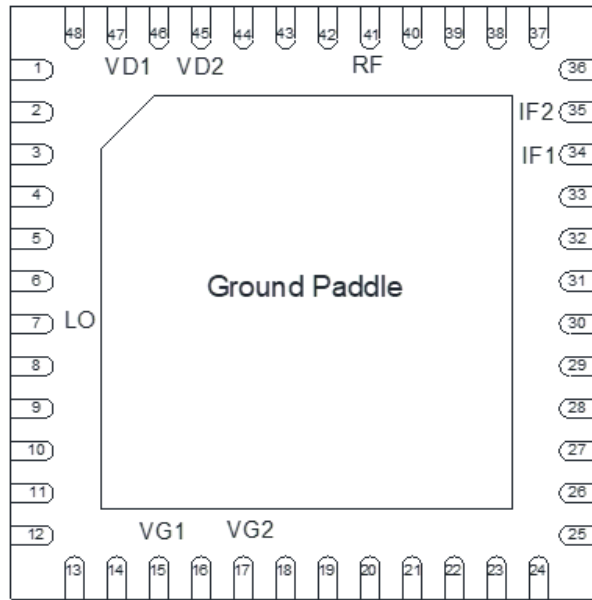 48 47 46 45 44 43 42 41 40 39 38 37
VD1 VD2 RF
1 36
2 IF2 35
3 IF1 34
4 33
5 32
6 Ground Paddle 31
7 LO 30
8 29
9 28
10 27
11 26
12 VG1 VG2 25
13 14 15 16 17 18 19 20 21 22 23 24